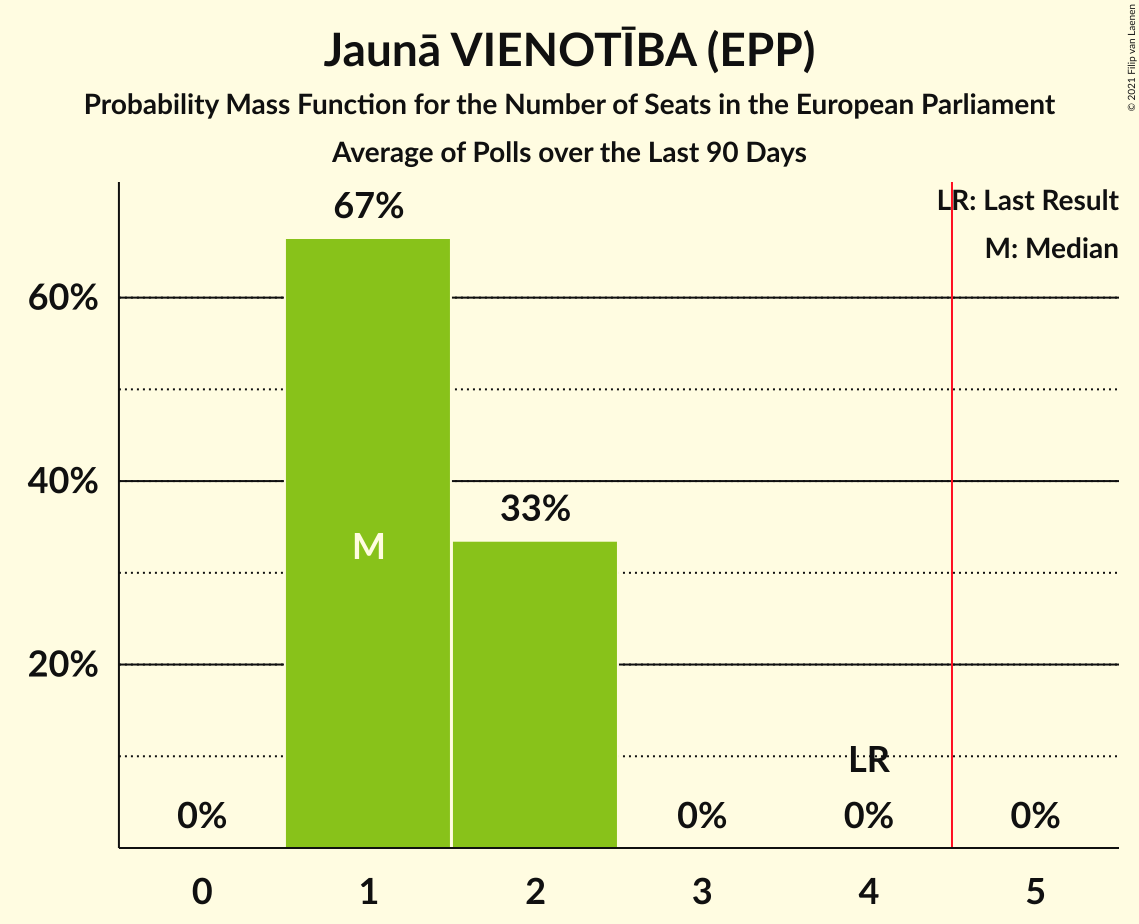 Jaunā VIENOTĪBA (EPP)
Probability Mass Function for the Number of Seats in the European Parliament
Average of Polls over the Last 90 Days
© 2021 Filip van Laenen
LR: Last Result
M: Median
67%
60%
40%
33%
M
20%
LR
0%
0%
0%
0%
0 1 2 3 4 5